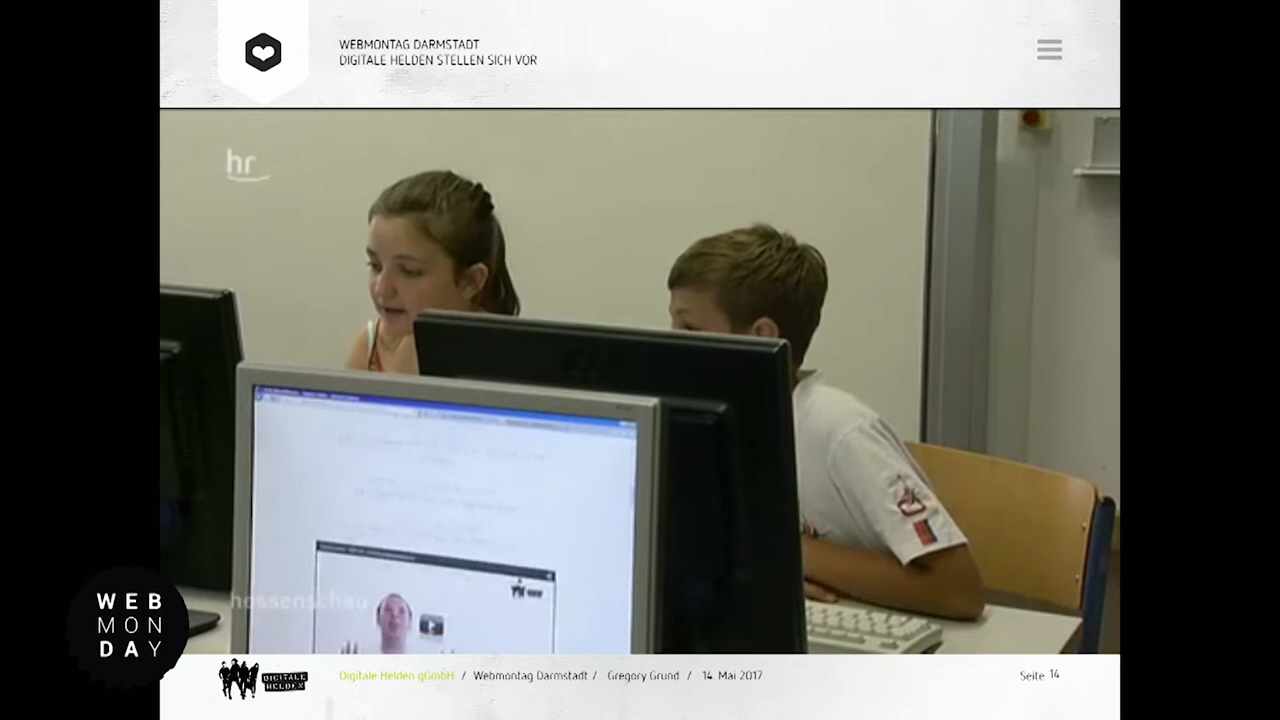 WEBMONTAG DARMSTADT
DIGITALE HELDEN STELLEN SICH VOR
hr
hessenschau
WEB
MON
DAY
DIGITALE
HELDEN
Digitale Helden gGmbH / Webmontag Darmstadt / Gregory Grund / 14. Mai 2017
Seite 14